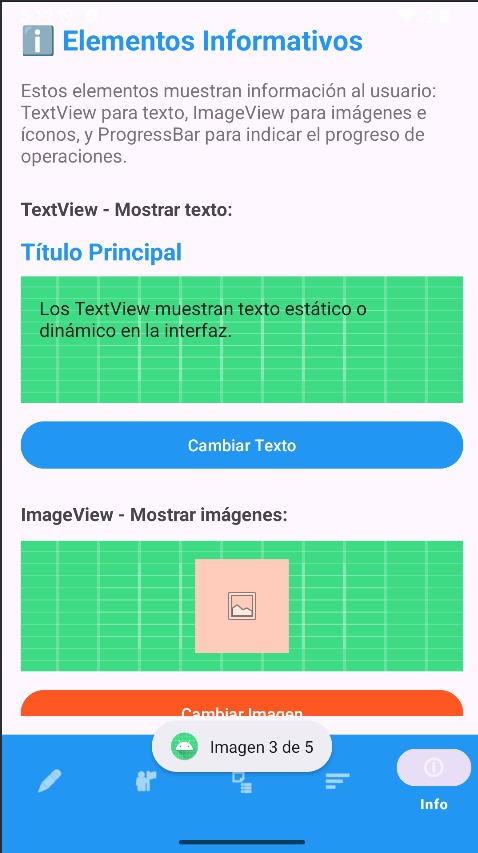 Elementos Informativos
Estos elementos muestran información al usuario:
TextView para texto, ImageView para imágenes e
íconos, y ProgressBar para indicar el progreso de
operaciones.
TextView - Mostrar texto:
Título Principal
Los TextView muestran texto estático o
dinámico en la interfaz.
Cambiar Texto
ImageView - Mostrar imágenes:
Cambiar Imagen
Imagen 3 de 5
Info